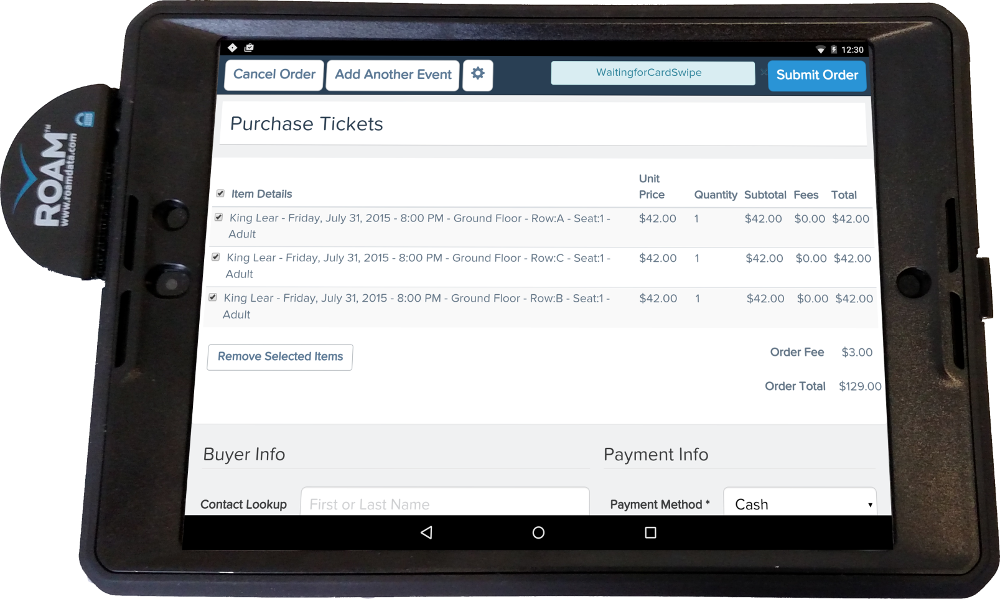 ROAM™
www.roamdata.com
12:30
Cancel Order Add Another Event WaitingforCardSwipe × Submit Order
Purchase Tickets
Unit
Item Details Price Quantity Subtotal Fees Total
King Lear - Friday, July 31, 2015 - 8:00 PM - Ground Floor - Row:A - Seat:1 - $42.00 1 $42.00 $0.00 $42.00
Adult
King Lear - Friday, July 31, 2015 - 8:00 PM - Ground Floor - Row:C - Seat:1 - $42.00 1 $42.00 $0.00 $42.00
Adult
King Lear - Friday, July 31, 2015 - 8:00 PM - Ground Floor - Row:B - Seat:1 - $42.00 1 $42.00 $0.00 $42.00
Adult
Remove Selected Items Order Fee $3.00
Order Total $129.00
Buyer Info Payment Info
Contact Lookup First or Last Name Payment Method * Cash